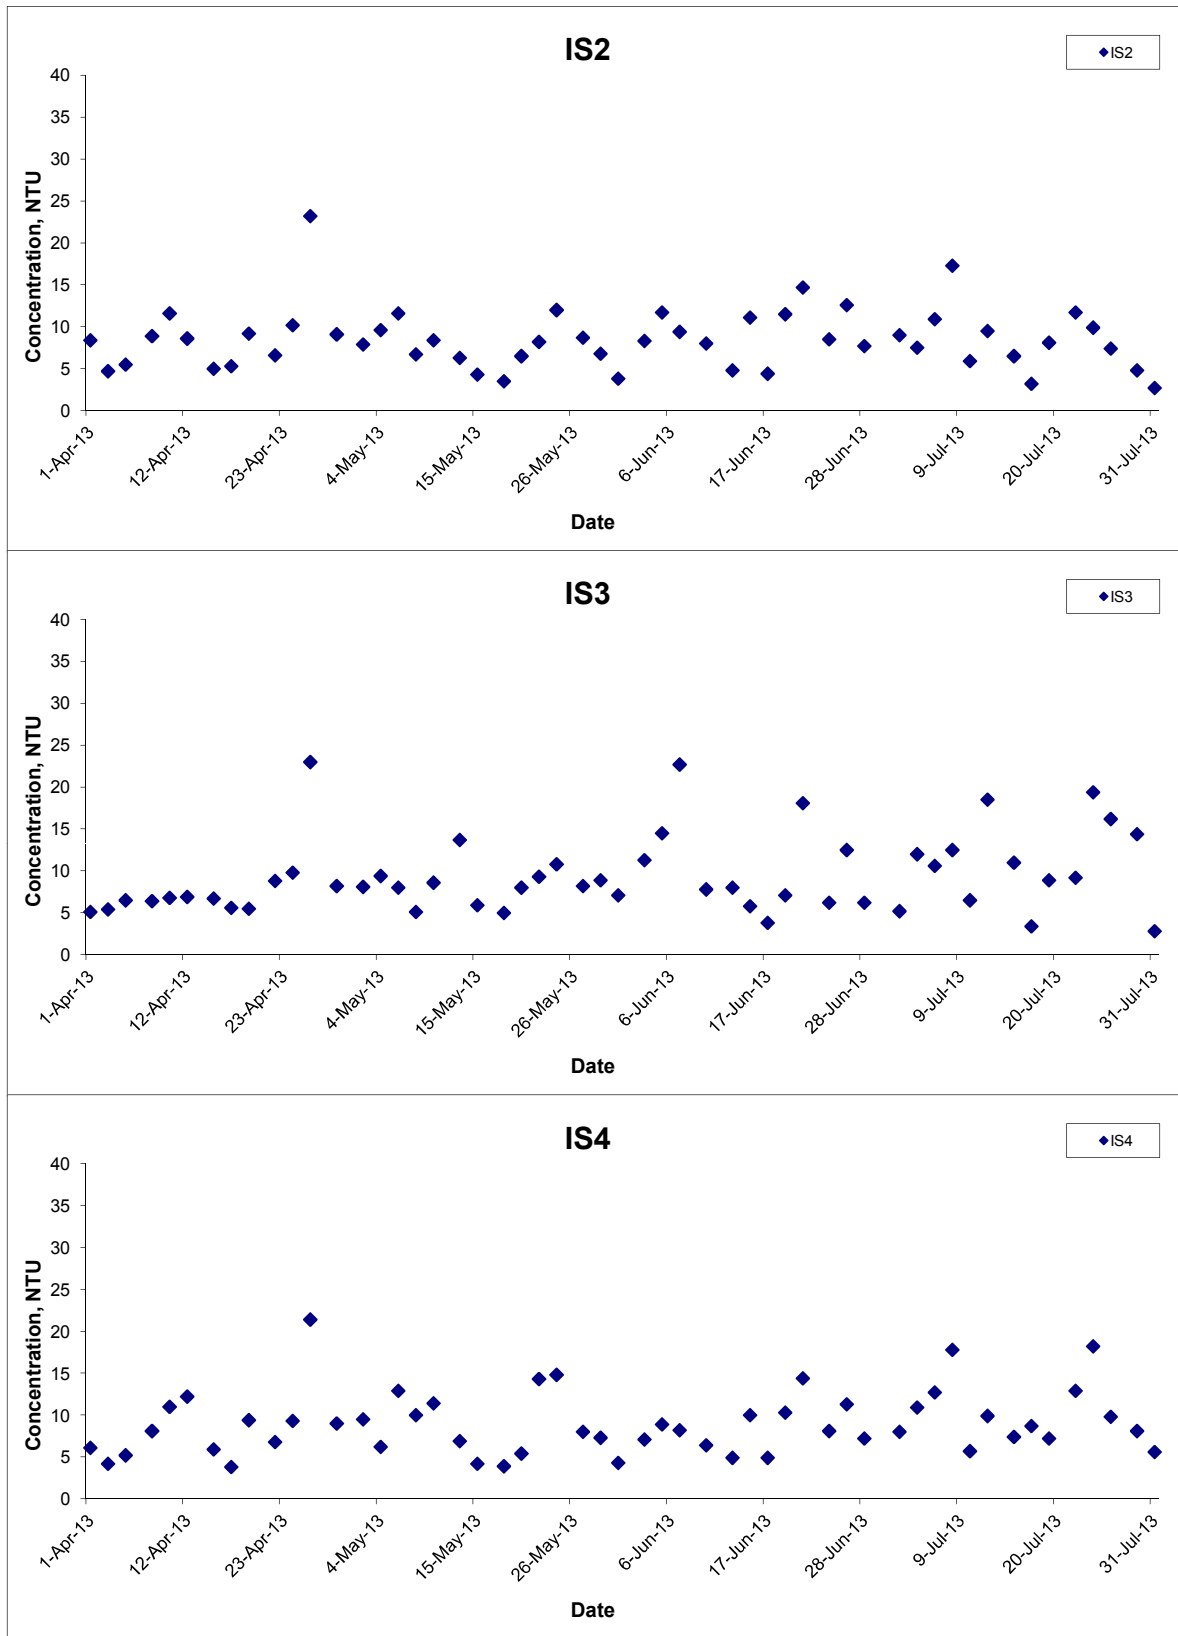 IS2
IS2
40
35
30
25
20
15
10
5
0
Concentration, NTU
1-Apr-13
12-Apr-13
23-Apr-13
4-May-13
15-May-13
26-May-13
6-Jun-13
17-Jun-13
28-Jun-13
9-Jul-13
20-Jul-13
31-Jul-13
Date
IS3
IS3
40
35
30
25
20
15
10
5
0
Concentration, NTU
1-Apr-13
12-Apr-13
23-Apr-13
4-May-13
15-May-13
26-May-13
6-Jun-13
17-Jun-13
28-Jun-13
9-Jul-13
20-Jul-13
31-Jul-13
Date
IS4
IS4
40
35
30
25
20
15
10
5
0
Concentration, NTU
1-Apr-13
12-Apr-13
23-Apr-13
4-May-13
15-May-13
26-May-13
6-Jun-13
17-Jun-13
28-Jun-13
9-Jul-13
20-Jul-13
31-Jul-13
Date